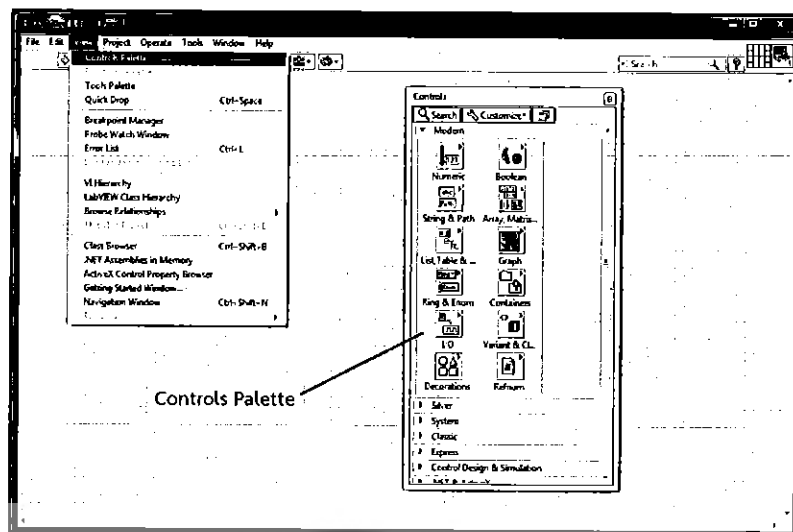 File Edit View Project Operate Tools Window Help
Search
Controls Palette
Tools Palette
Quick Drop Ctrl-Space
Breakpoint Manager
Probe Watch Window
Error List Ctrl-L
VI Hierarchy
LabVIEW Class Hierarchy
Browse Relationships
Class Browser Ctrl-Shift-B
.NET Assemblies in Memory
ActiveX Control Property Browser
Getting Started Window...
Navigation Window Ctrl-Shift-N
Controls
Search Customize
Modern
Numeric Boolean
String & Path Array, Matrix...
List, Table & ... Graph
Ring & Enum Containers
I/O Variant & Cl...
Decorations Refnum
Silver
System
Classic
Express
Control Design & Simulation
Controls Palette